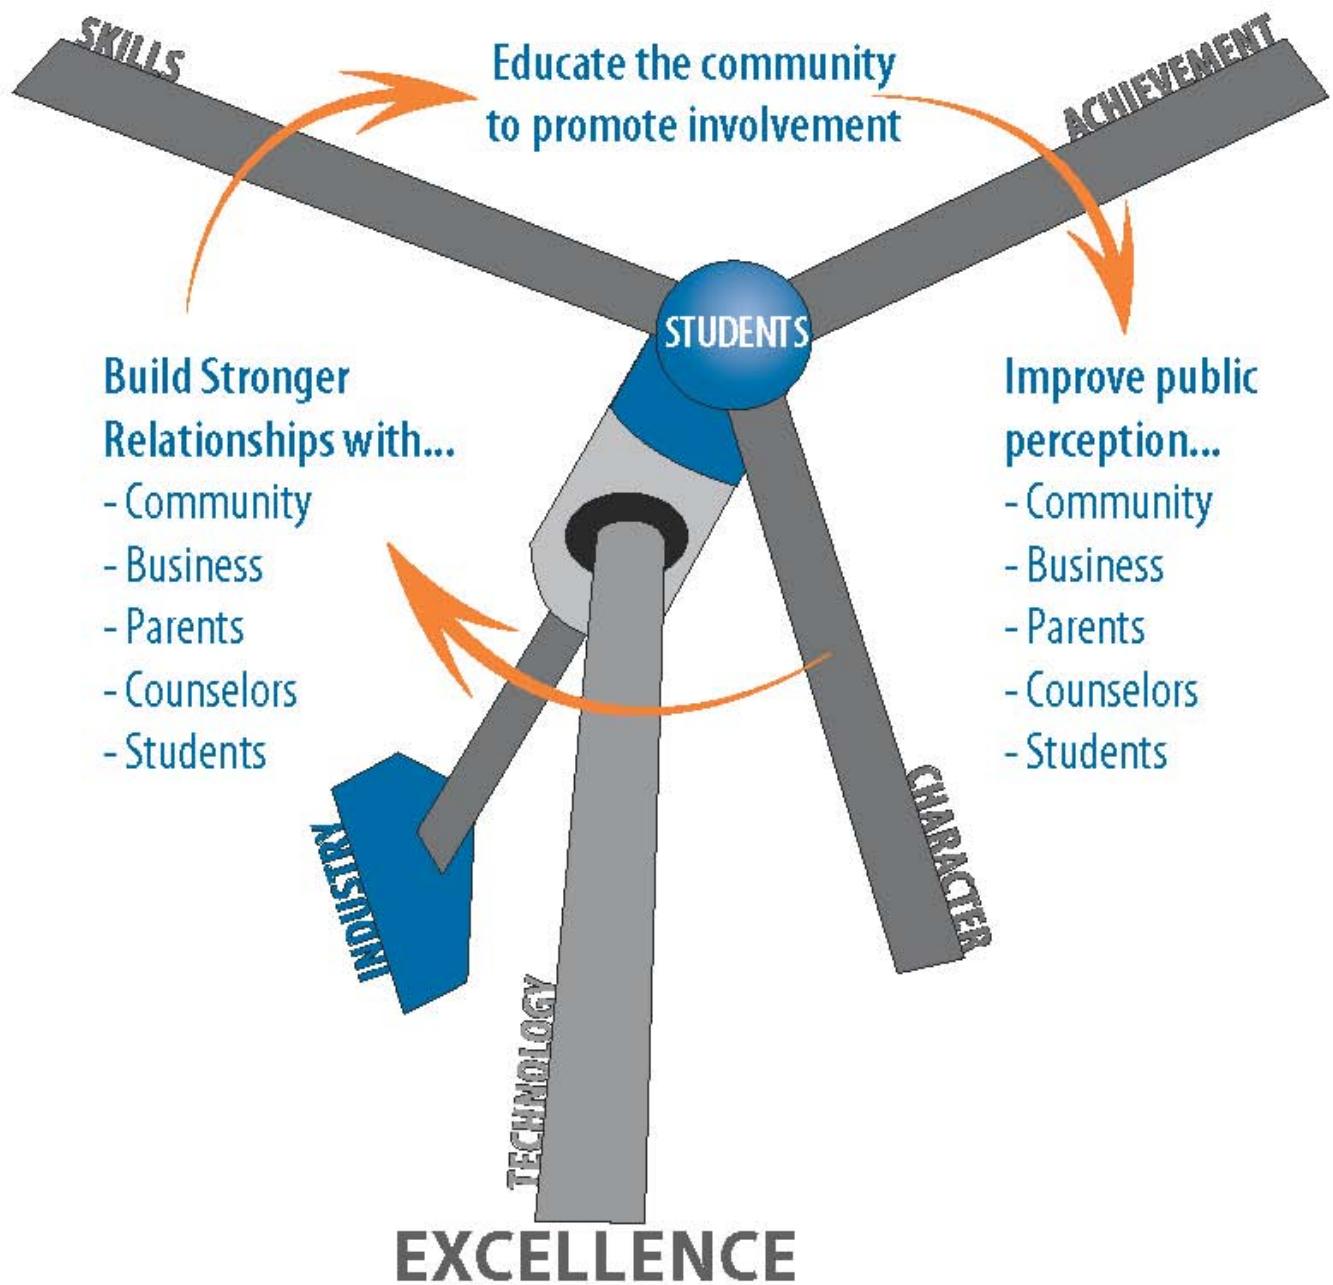 SKILLS
Educate the community
to promote involvement
ACHIEVEMENT
STUDENTS
Build Stronger
Relationships with...
- Community
- Business
- Parents
- Counselors
- Students
Improve public
perception...
- Community
- Business
- Parents
- Counselors
- Students
INDUSTRY
CHARACTER
TECHNOLOGY
EXCELLENCE